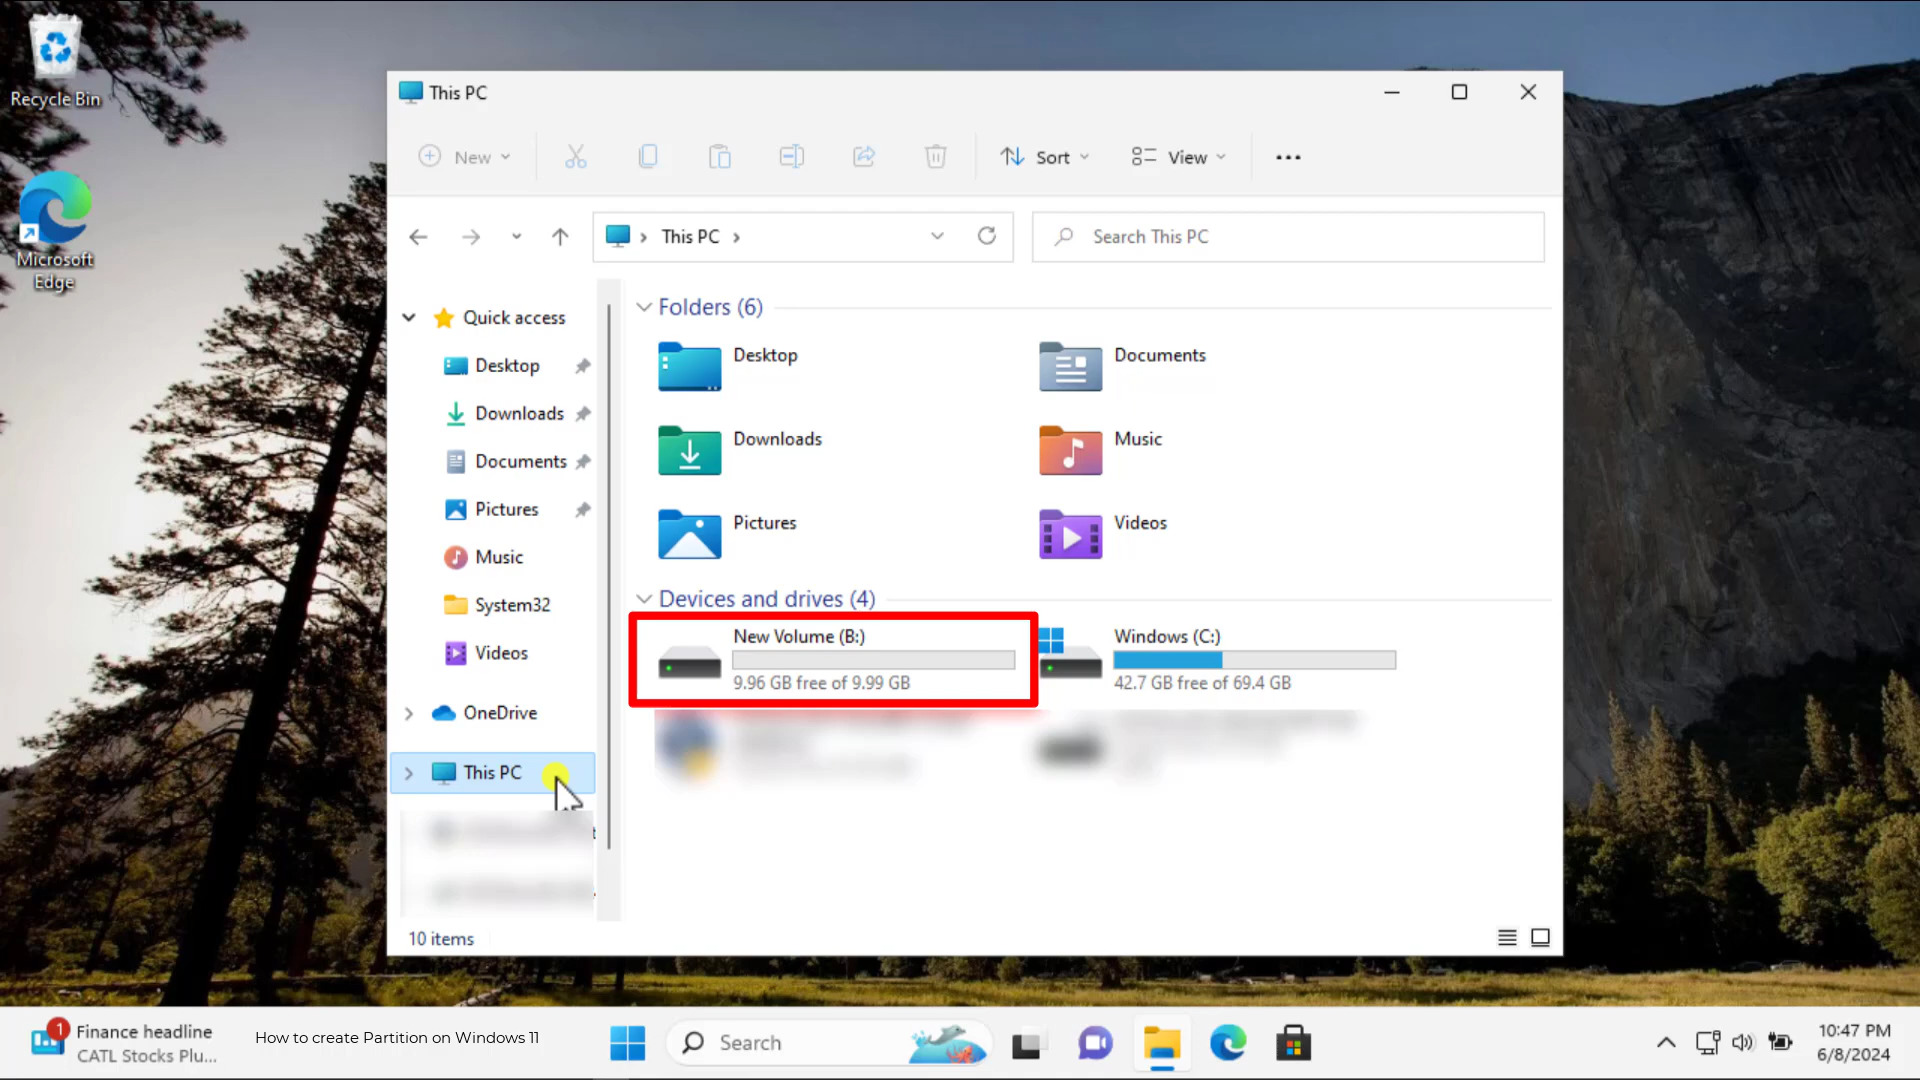 Recycle Bin
Microsoft
Edge
This PC
New
Sort
View
This PC
Search This PC
Quick access
Desktop
Downloads
Documents
Pictures
Music
System32
Videos
OneDrive
This PC
Folders (6)
Desktop
Documents
Downloads
Music
Pictures
Videos
Devices and drives (4)
New Volume (B:)
9.96 GB free of 9.99 GB
Windows (C:)
42.7 GB free of 69.4 GB
10 items
1
Finance headline
CATL Stocks Plu...
How to create Partition on Windows 11
Search
10:47 PM
6/8/2024